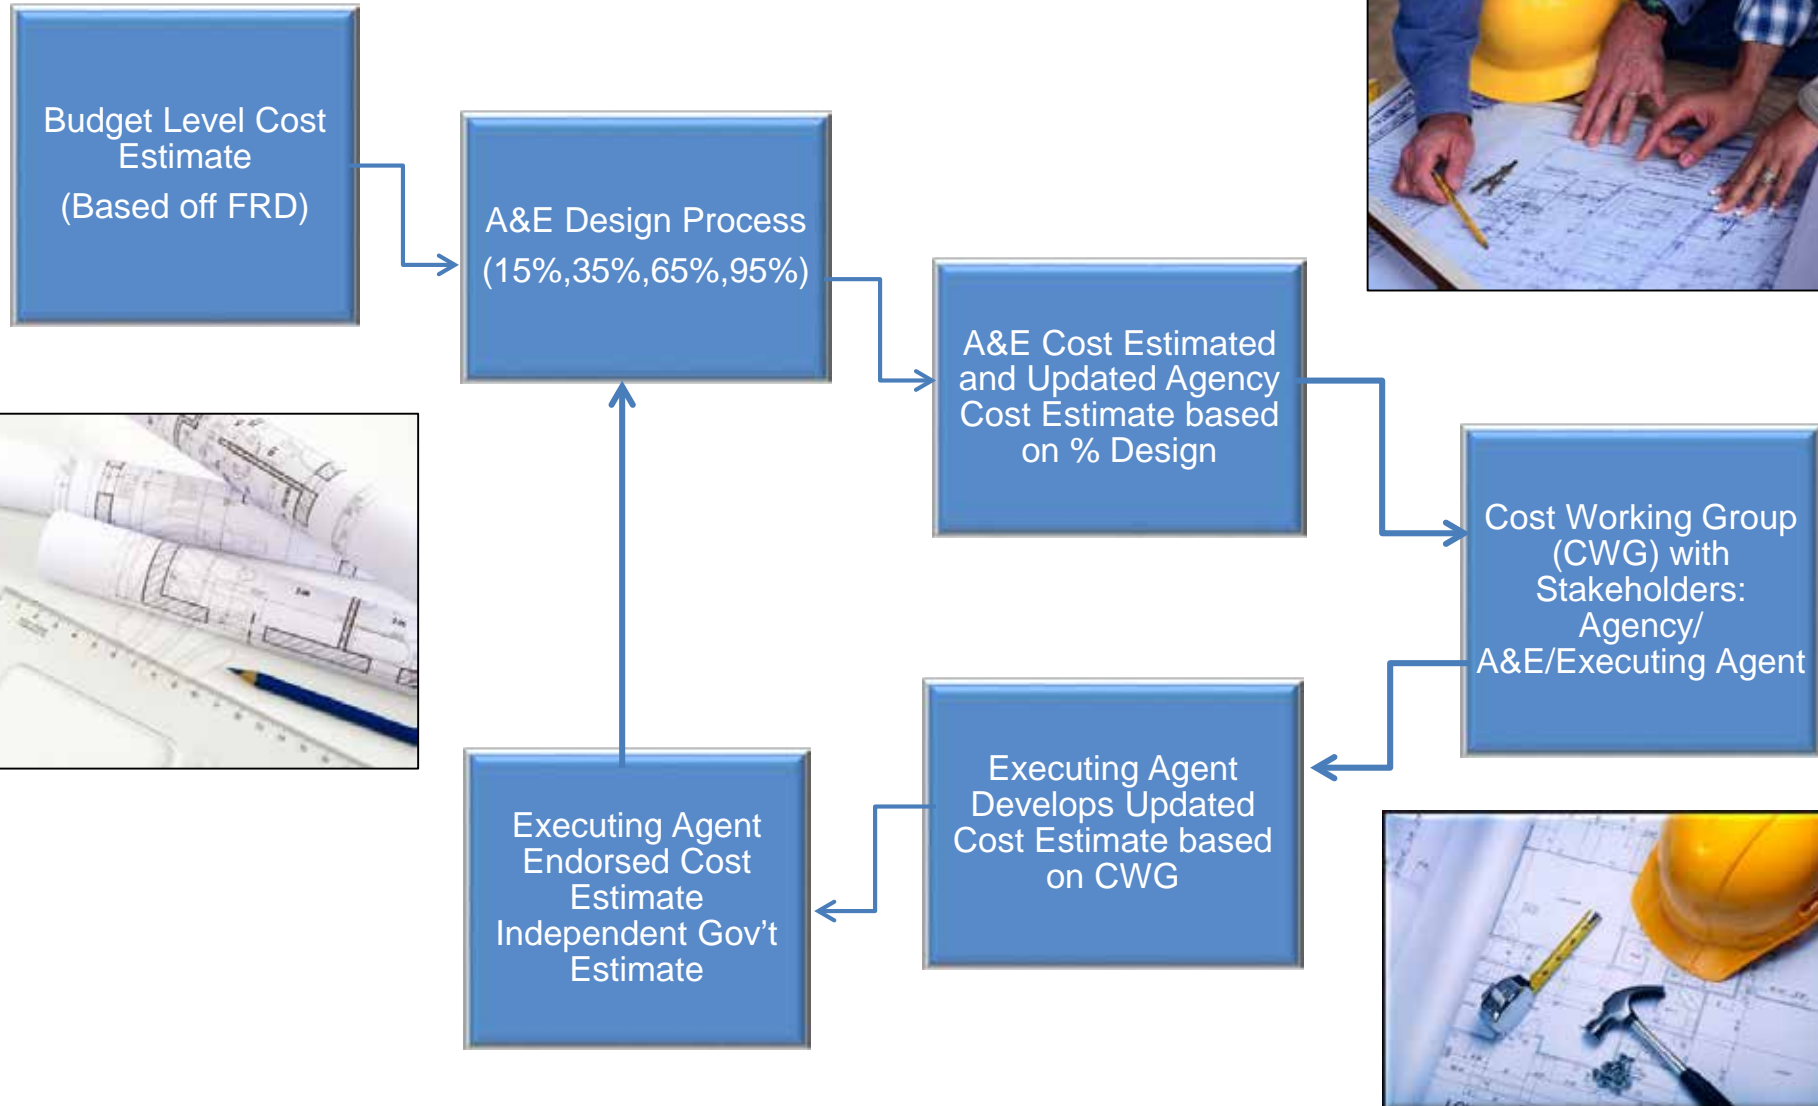 Budget Level Cost
Estimate
(Based off FRD)
A&E Design Process
(15%,35%,65%,95%)
A&E Cost Estimated
and Updated Agency
Cost Estimate based
on % Design
Cost Working Group
(CWG) with
Stakeholders:
Agency/
A&E/Executing Agent
Executing Agent
Develops Updated
Cost Estimate based
on CWG
Executing Agent
Endorsed Cost
Estimate
Independent Gov’t
Estimate